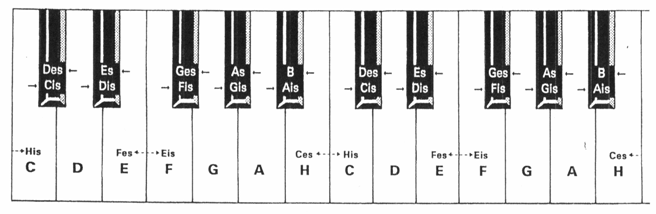 Des Es Ges As B Des Es Ges As B
Cis Dis Fis Gis Ais Cis Dis Fis Gis Ais
His Fes Eis Ces His Fes Eis Ces
C D E F G A H C D E F G A H